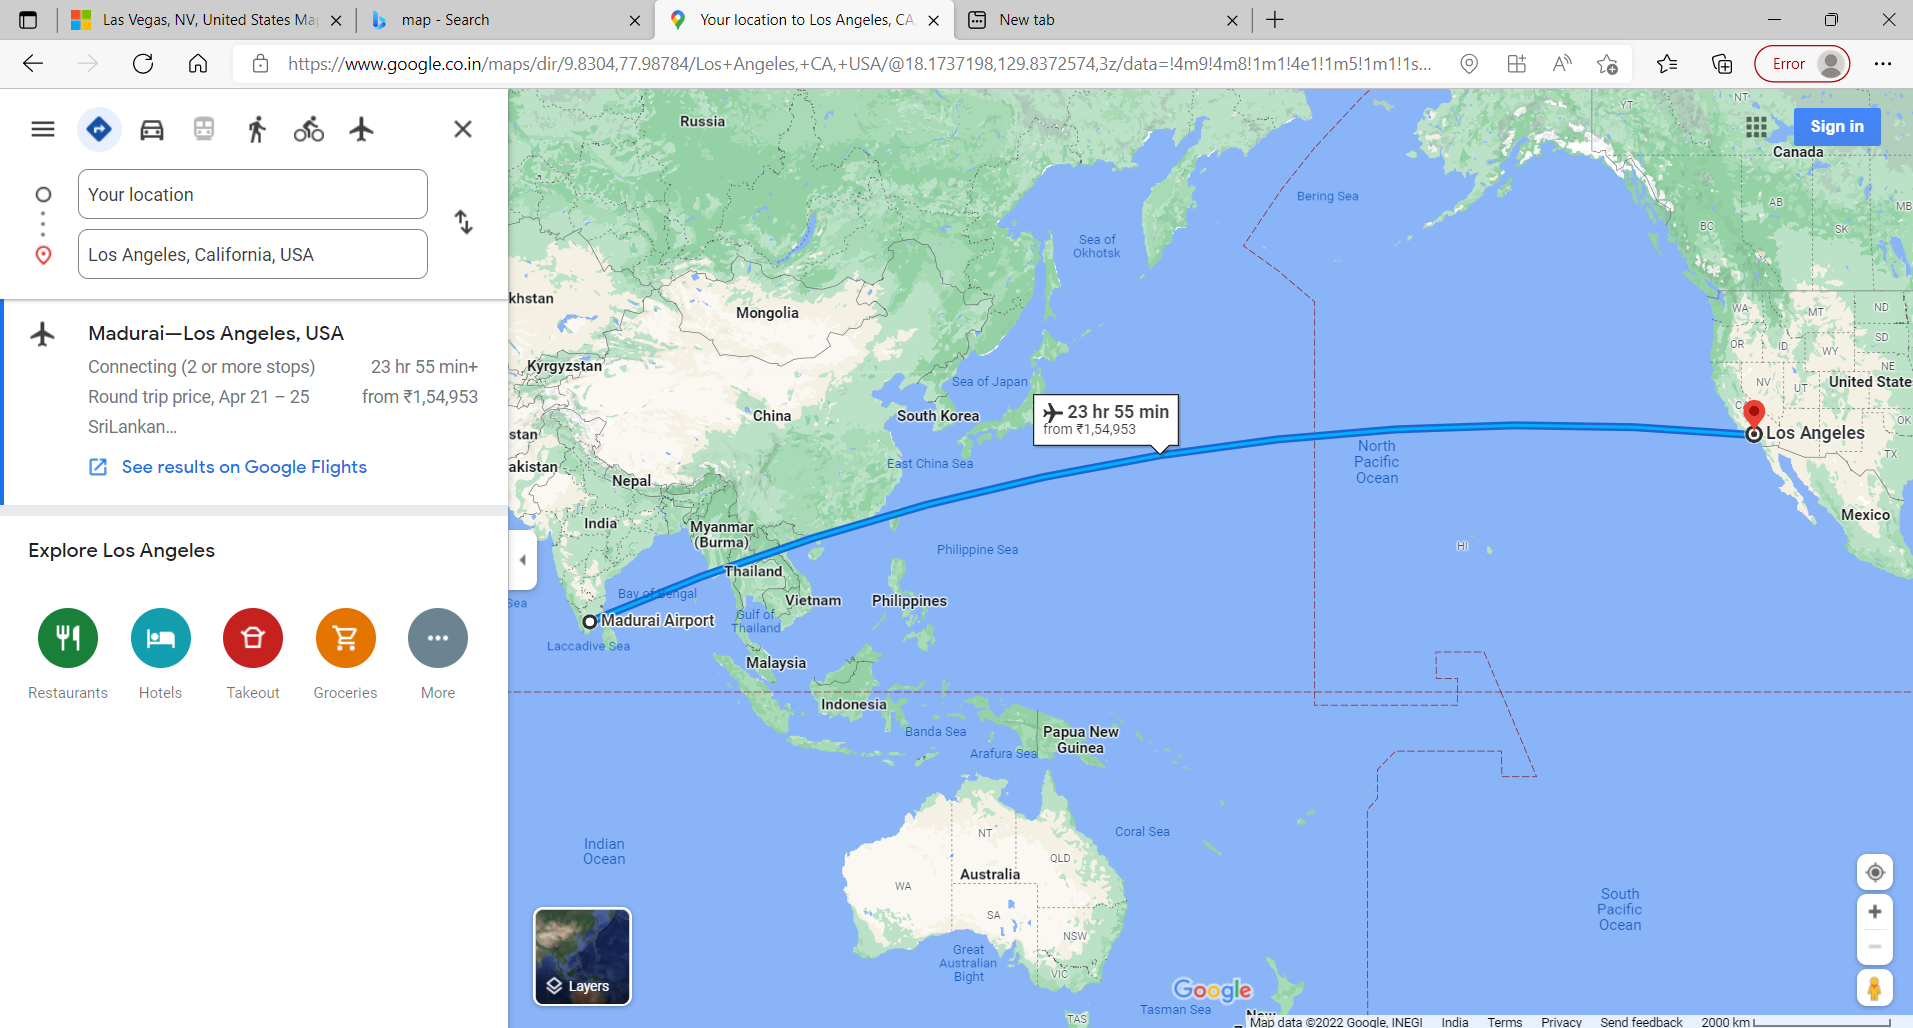 Las Vegas, NV, United States Ma
map - Search
Your location to Los Angeles, CA
New tab
https://www.google.co.in/maps/dir/9.8304,77.98784/Los+Angeles,+CA,+USA/@18.1737198,129.8372574,3z/data=!4m9!4m8!1m1!4e1!1m5!1m1!1s...
Error
Your location
Los Angeles, California, USA
Madurai—Los Angeles, USA
Connecting (2 or more stops) 23 hr 55 min+
Round trip price, Apr 21 – 25 from ₹1,54,953
SriLankan...
See results on Google Flights
Explore Los Angeles
Restaurants
Hotels
Takeout
Groceries
More
Sign in
Russia
YT
NT
Canada
Bering Sea
AB
MB
BC
SK
Sea of
Okhotsk
khstan
Mongolia
WA
MT
ND
Kyrgyzstan
OR
ID
WY
SD
NE
Sea of Japan
NV
UT
United State
South Korea
China
C
OK
23 hr 55 min
from ₹1,54,953
Los Angeles
stan
akistan
Nepal
East China Sea
North
Pacific
Ocean
TX
India
Myanmar
(Burma)
Mexico
Philippine Sea
HI
Thailand
Bay of Bengal
Sea
Vietnam
Philippines
Madurai Airport
Gulf of
Thailand
Laccadive Sea
Malaysia
Indonesia
Banda Sea
Papua New
Guinea
Arafura Sea
Coral Sea
NT
Indian
Ocean
QLD
Australia
WA
SA
NSW
South
Pacific
Ocean
Great
Australian
Bight
VIC
Layers
Google
Tasman Sea
TAS
New
Map data ©2022 Google, INEGI India Terms Privacy Send feedback 2000 km